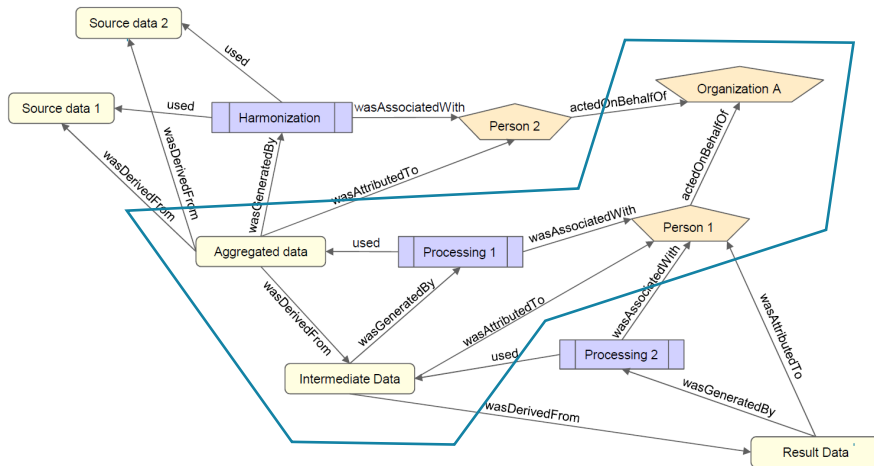 Source data 2
used
Source data 1
used
Harmonization
wasAssociatedWith
Person 2
actedOnBehalfOf
Organization A
wasDerivedFrom
wasDerivedFrom
wasGeneratedBy
wasAttributedTo
actedOnBehalfOf
Aggregated data
used
Processing 1
wasAssociatedWith
Person 1
wasDerivedFrom
wasGeneratedBy
wasAttributedTo
wasAssociatedWith
wasAttributedTo
Intermediate Data
used
Processing 2
wasGeneratedBy
wasDerivedFrom
Result Data